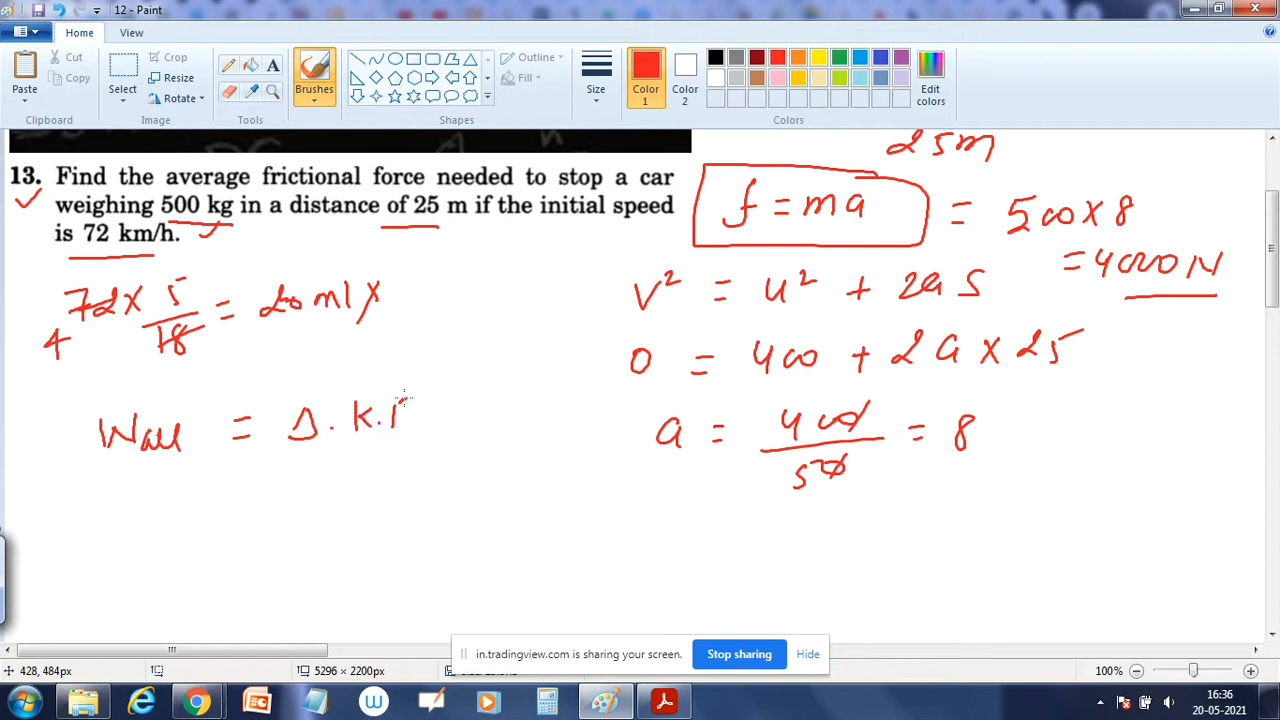 12 - Paint
Home
View
Paste
Cut
Copy
Clipboard
Select
Crop
Resize
Rotate
Image
Tools
Brushes
Outline
Fill
Shapes
Size
Color 1
Color 2
Edit colors
Colors
13. Find the average frictional force needed to stop a car
weighing 500 kg in a distance of 25 m if the initial speed
is 72 km/h.
72 × 5/18 = 20 m/s
4
Wall = Δ. K.
25m
f = ma = 500 × 8
= 4000 N
V² = u² + 2as
0 = 400 + 2a × 25
a = 400/50 = 8
in.tradingview.com is sharing your screen.
Stop sharing
Hide
428, 484px
5296 × 2200px
100%
16:36
20-05-2021